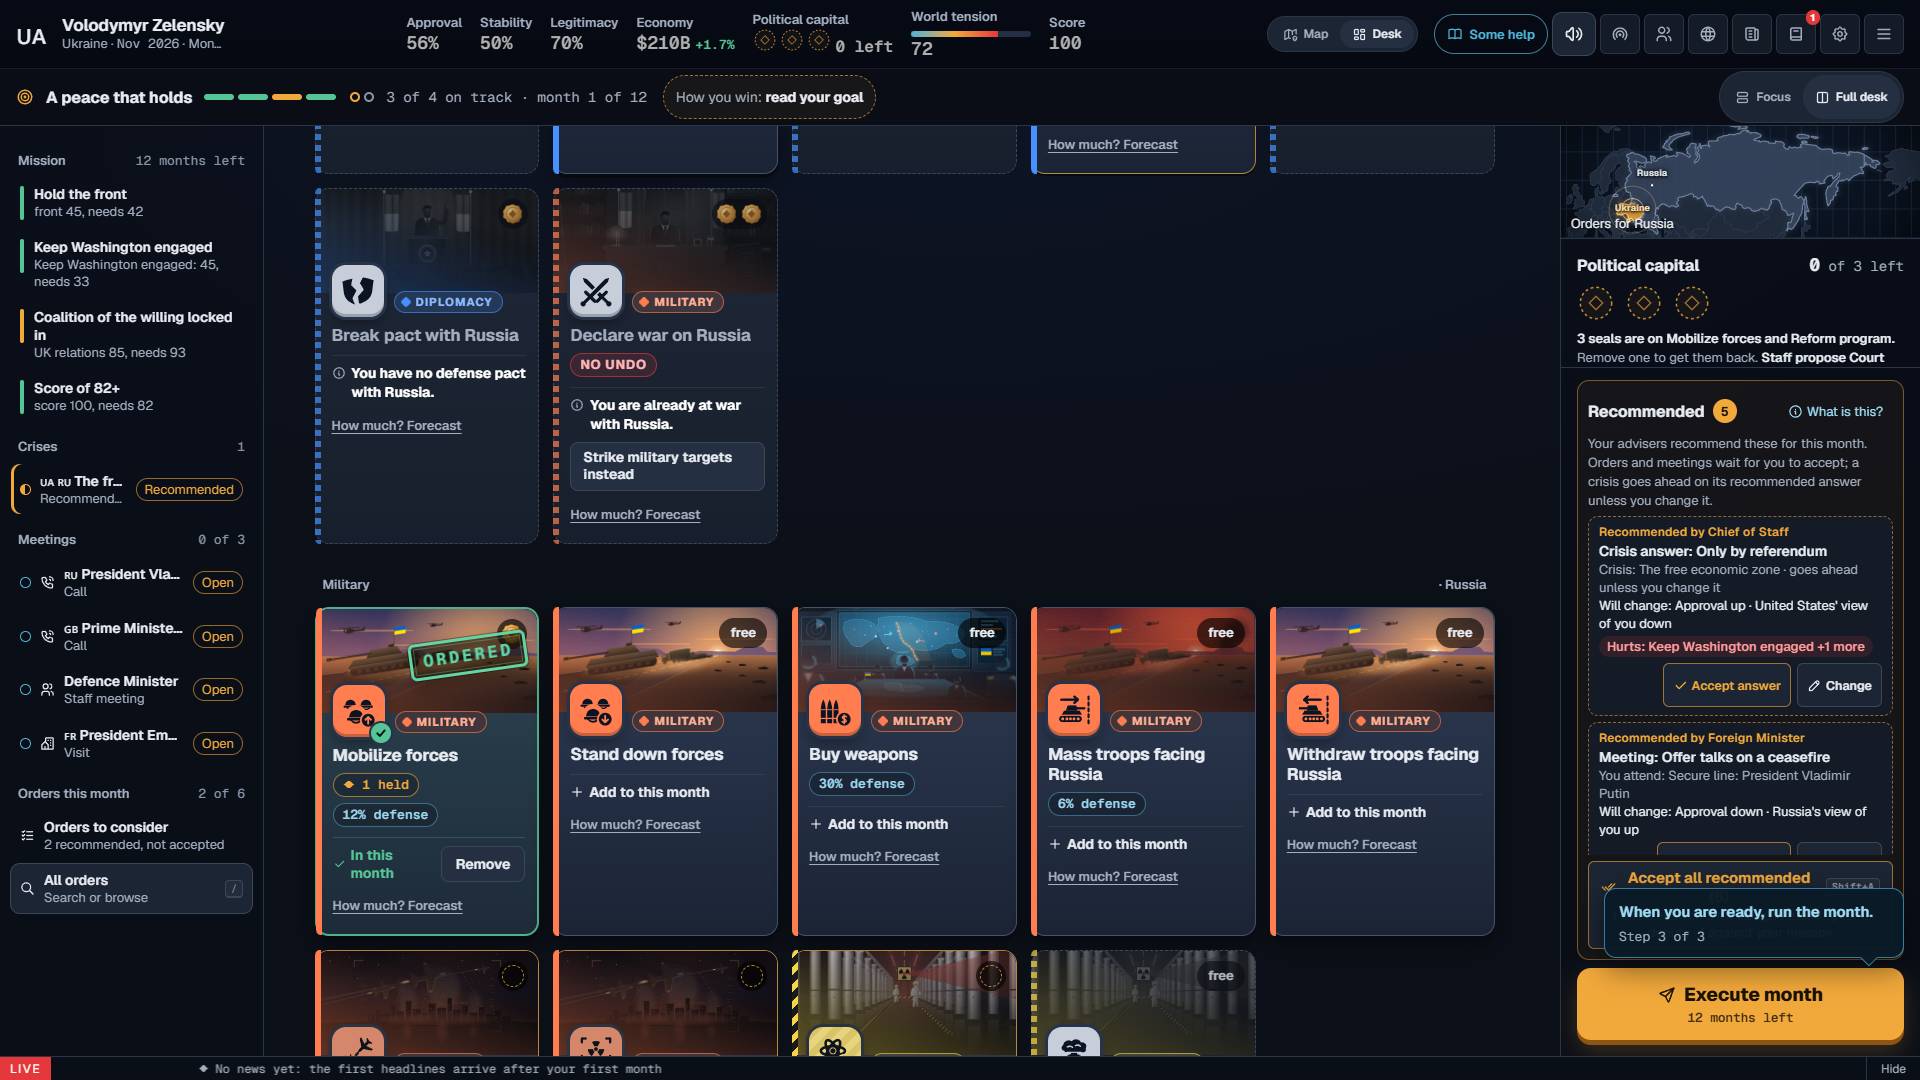 UA
Volodymyr Zelensky
Ukraine · Nov 2026 · Mon…
Approval
56%
Stability
50%
Legitimacy
70%
Economy
$210B +1.7%
Political capital
0 left
World tension
72
Score
100
Map
Desk
Some help
1
A peace that holds
3 of 4 on track · month 1 of 12
How you win: read your goal
Focus
Full desk
Mission
12 months left
Hold the front
front 45, needs 42
Keep Washington engaged
Keep Washington engaged: 45,
needs 33
Coalition of the willing locked
in
UK relations 85, needs 93
Score of 82+
score 100, needs 82
Crises
1
UA RU The fr…
Recommend…
Recommended
Meetings
0 of 3
RU President Vla…
Call
Open
GB Prime Ministe…
Call
Open
Defence Minister
Staff meeting
Open
FR President Em…
Visit
Open
Orders this month
2 of 6
Orders to consider
2 recommended, not accepted
All orders
Search or browse
/
How much? Forecast
DIPLOMACY
Break pact with Russia
You have no defense pact
with Russia.
How much? Forecast
MILITARY
Declare war on Russia
NO UNDO
You are already at war
with Russia.
Strike military targets
instead
How much? Forecast
Military
· Russia
ORDERED
MILITARY
Mobilize forces
1 held
12% defense
In this
month
Remove
How much? Forecast
free
MILITARY
Stand down forces
+ Add to this month
How much? Forecast
free
MILITARY
Buy weapons
30% defense
+ Add to this month
How much? Forecast
free
MILITARY
Mass troops facing
Russia
6% defense
+ Add to this month
How much? Forecast
free
MILITARY
Withdraw troops facing
Russia
+ Add to this month
How much? Forecast
free
Russia
Ukraine
Orders for Russia
Political capital
0 of 3 left
3 seals are on Mobilize forces and Reform program.
Remove one to get them back. Staff propose Court
Recommended
5
What is this?
Your advisers recommend these for this month.
Orders and meetings wait for you to accept; a
crisis goes ahead on its recommended answer
unless you change it.
Recommended by Chief of Staff
Crisis answer: Only by referendum
Crisis: The free economic zone · goes ahead
unless you change it
Will change: Approval up · United States' view
of you down
Hurts: Keep Washington engaged +1 more
Accept answer
Change
Recommended by Foreign Minister
Meeting: Offer talks on a ceasefire
You attend: Secure line: President Vladimir
Putin
Will change: Approval down · Russia's view of
you up
Accept all recommended
Shift+A
When you are ready, run the month.
Step 3 of 3
Execute month
12 months left
LIVE
No news yet: the first headlines arrive after your first month
Hide